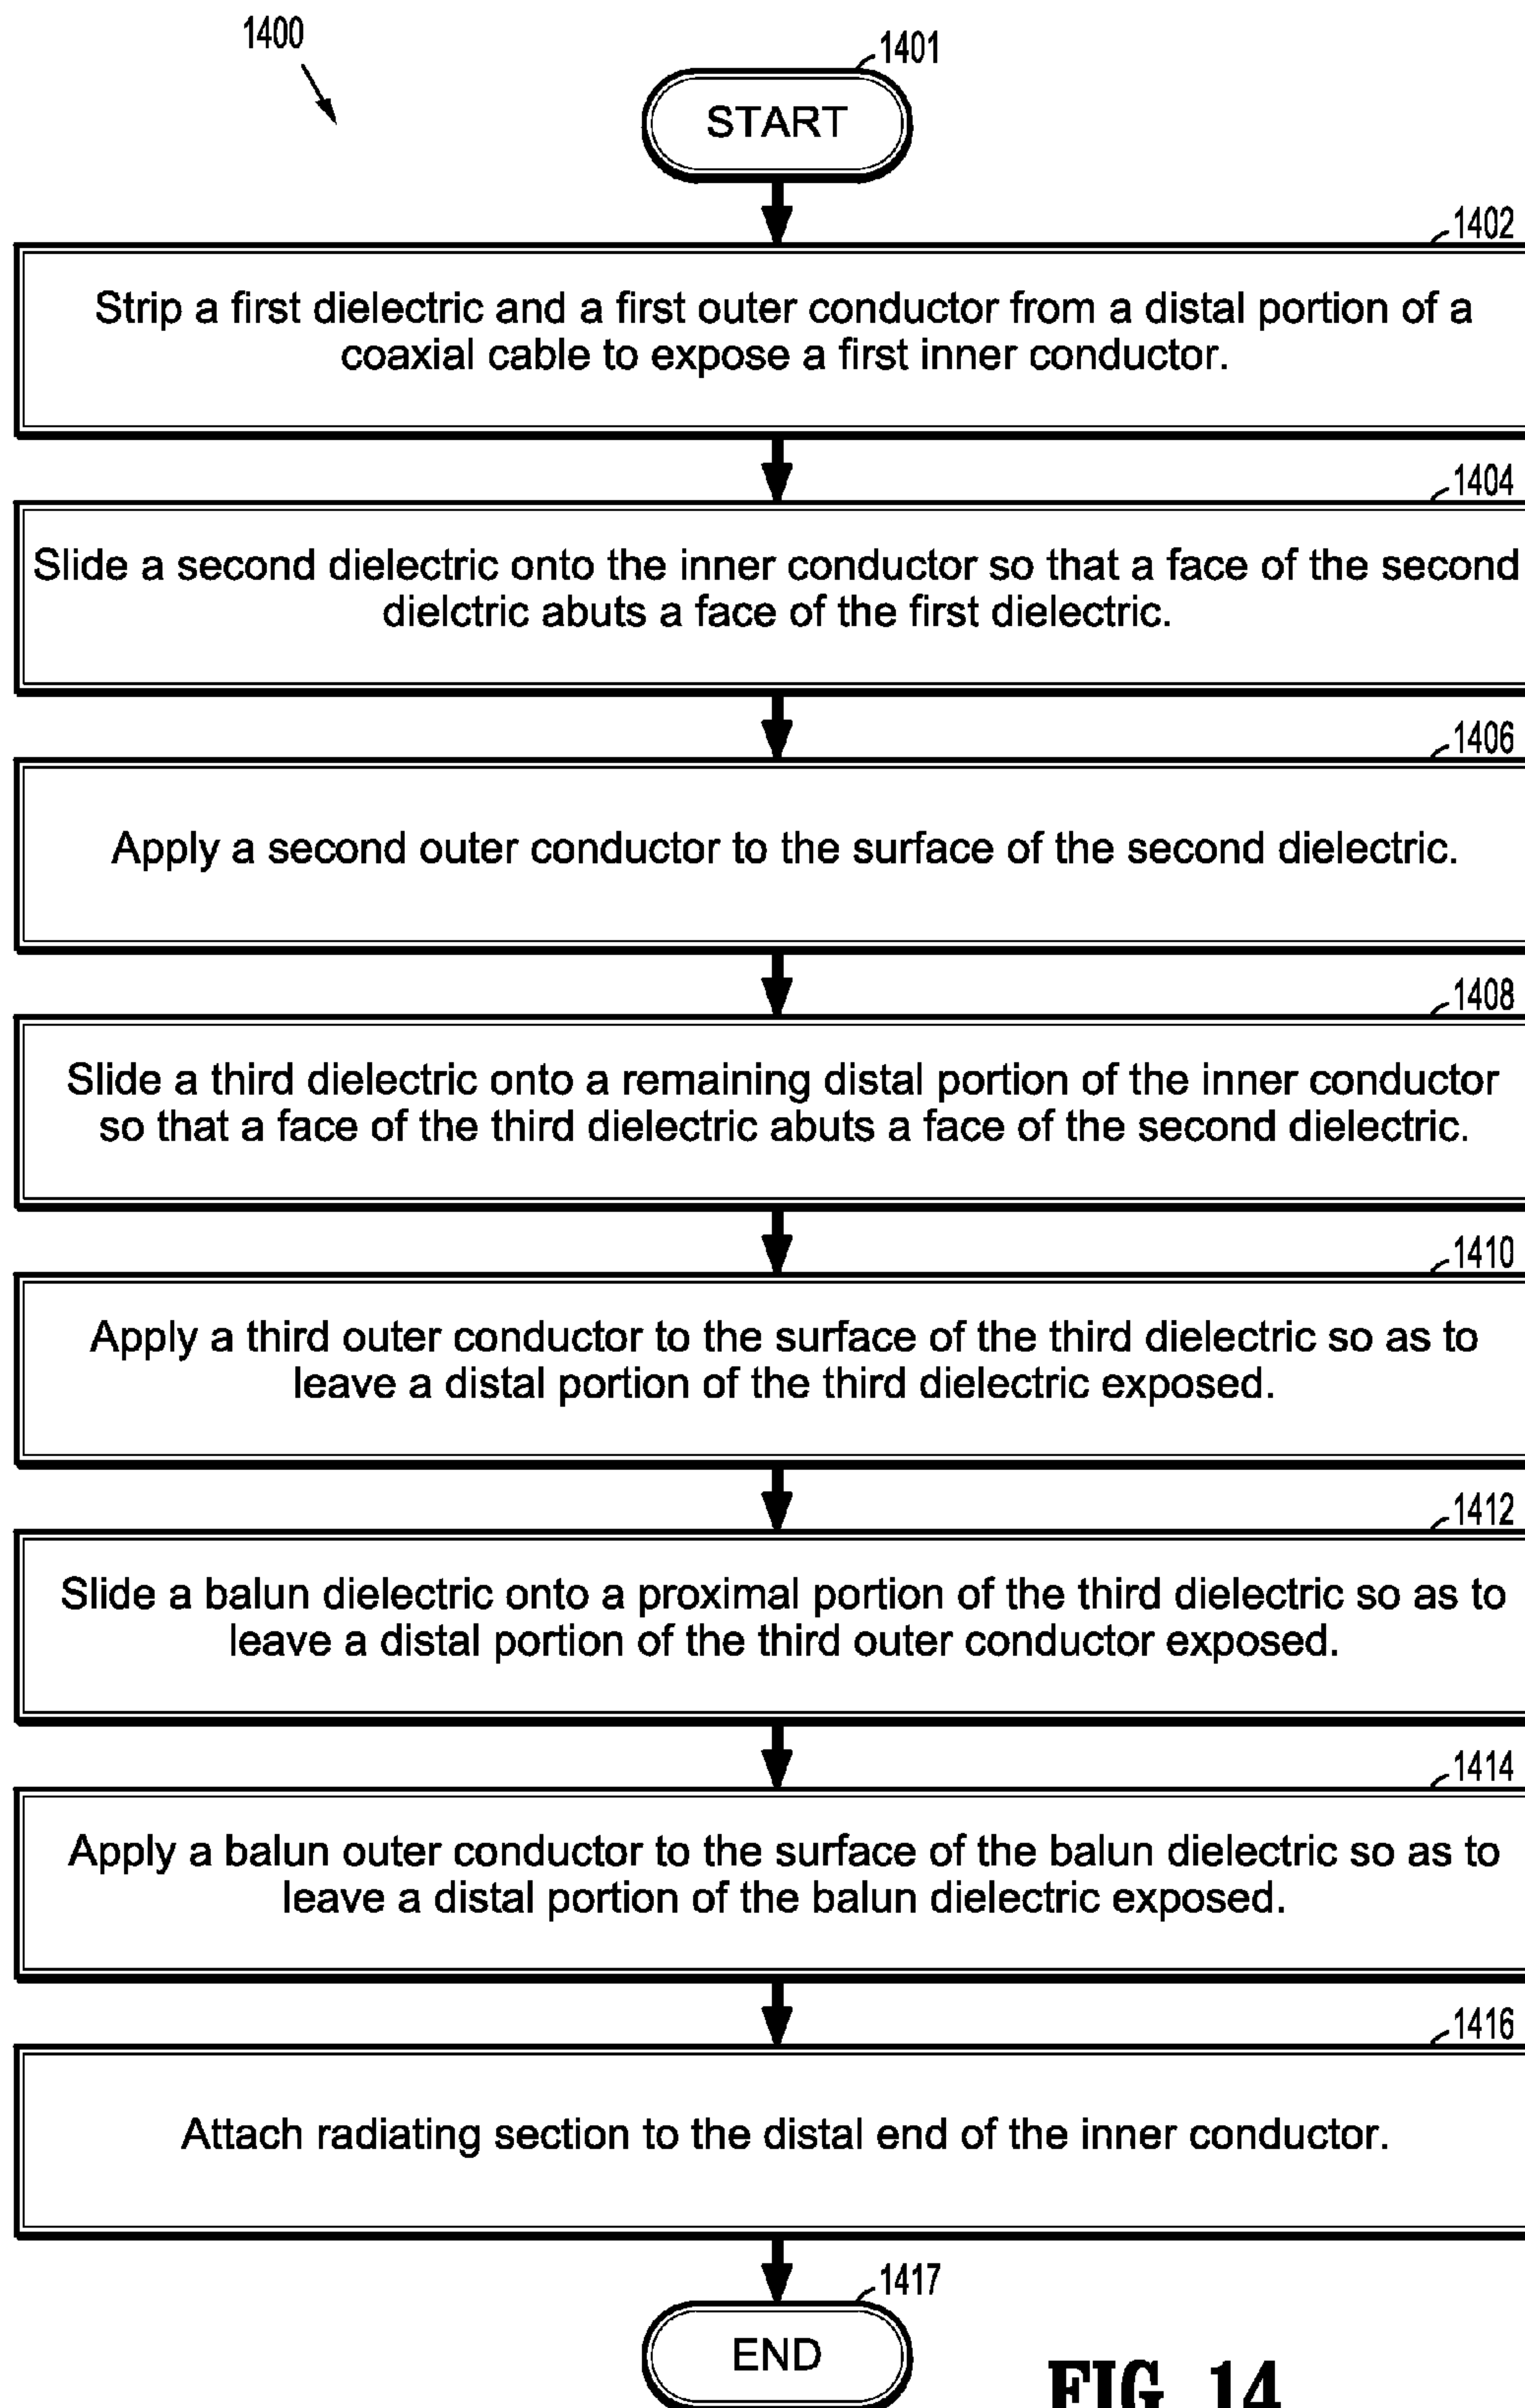 1400
1401
START
1402
Strip a first dielectric and a first outer conductor from a distal portion of a
coaxial cable to expose a first inner conductor.
1404
Slide a second dielectric onto the inner conductor so that a face of the second
dielctric abuts a face of the first dielectric.
1406
Apply a second outer conductor to the surface of the second dielectric.
1408
Slide a third dielectric onto a remaining distal portion of the inner conductor
so that a face of the third dielectric abuts a face of the second dielectric.
1410
Apply a third outer conductor to the surface of the third dielectric so as to
leave a distal portion of the third dielectric exposed.
1412
Slide a balun dielectric onto a proximal portion of the third dielectric so as to
leave a distal portion of the third outer conductor exposed.
1414
Apply a balun outer conductor to the surface of the balun dielectric so as to
leave a distal portion of the balun dielectric exposed.
1416
Attach radiating section to the distal end of the inner conductor.
1417
END
FIG. 14